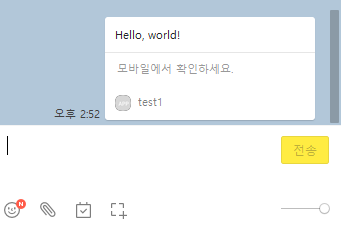 Hello, world!
모바일에서 확인하세요.
test1
오후 2:52
전송
N